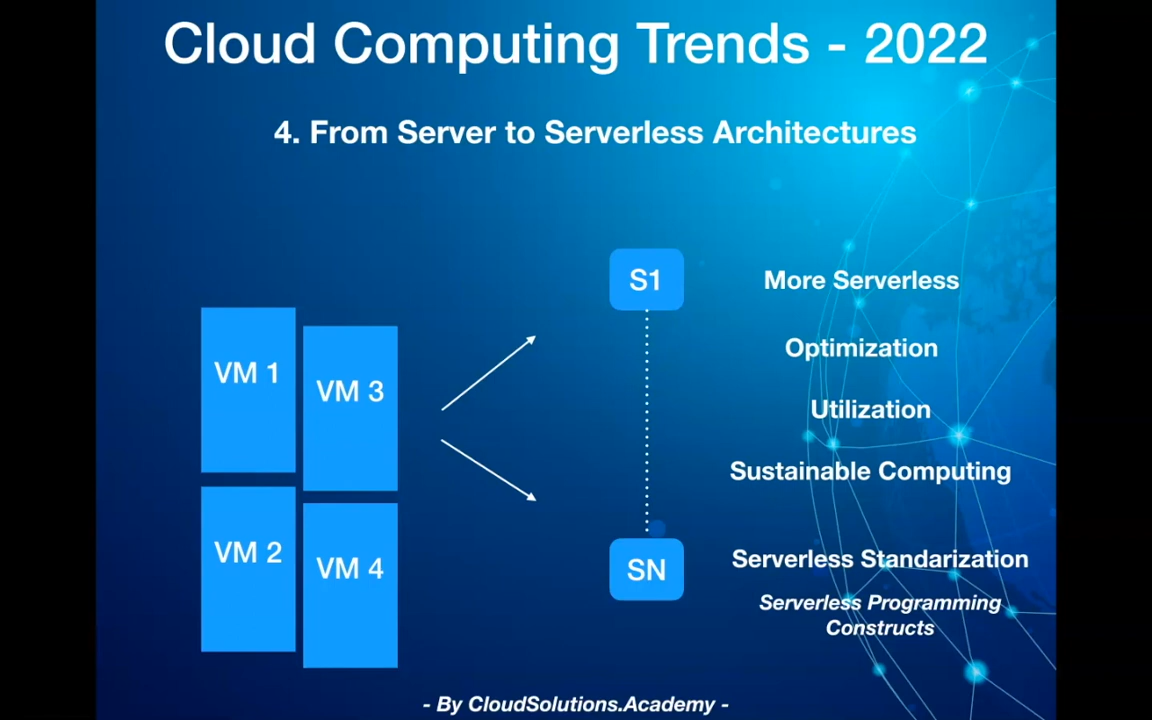 Cloud Computing Trends - 2022
4. From Server to Serverless Architectures
VM 1
VM 3
VM 2
VM 4
S1
SN
More Serverless
Optimization
Utilization
Sustainable Computing
Serverless Standarization
Serverless Programming
Constructs
- By CloudSolutions.Academy -